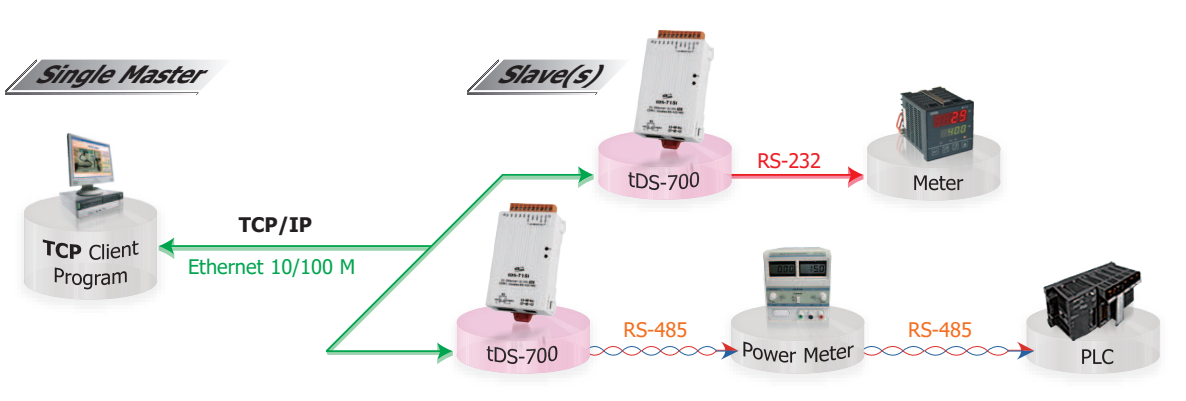 Single Master
Slave(s)
tDS-700
RS-232
Meter
TCP/IP
Ethernet 10/100 M
TCP Client
Program
tDS-700
RS-485
Power Meter
RS-485
PLC